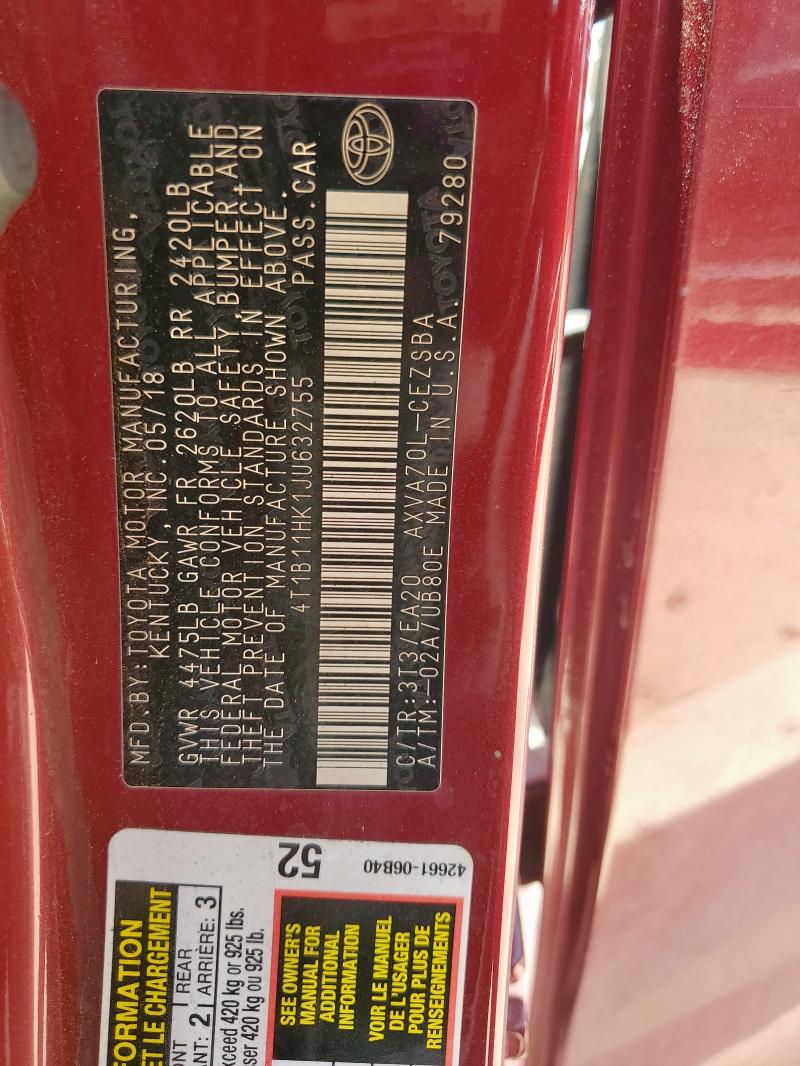 MFD.BY:TOYOTA MOTOR MANUFACTURING,
KENTUCKY, INC.05/18
GVWR 4475LB GAWR FR 2620LB RR 2420LB
THIS VEHICLE CONFORMS TO ALL APPLICABLE
FEDERAL MOTOR VEHICLE SAFETY,BUMPER,AND
THEFT PREVENTION STANDARDS IN EFFECT ON
THE DATE OF MANUFACTURE SHOWN ABOVE.
4T1B11HK1JU632755 PASS.CAR
C/TR:3T3/EA20 AXVA70L-CEZSBA
A/TM:-02A/UB80E MADE IN U.S.A. 79280
52
42661-06B40
FORMATION
ET LE CHARGEMENT
ONT
ANT: 2
REAR
ARRIÈRE: 3
xceed 420 kg or 925 lbs.
ser 420 kg ou 925 lb.
SEE OWNER'S
MANUAL FOR
ADDITIONAL
INFORMATION
VOIR LE MANUEL
DE L'USAGER
POUR PLUS DE
RENSEIGNEMENTS